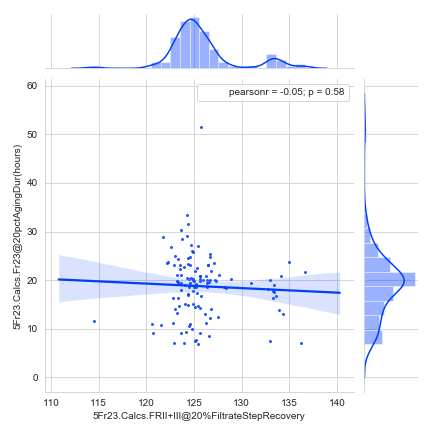 pearsonr = -0.05; p = 0.58
60
50
40
30
20
10
0
5Fr23.Calcs.Fr23@20pctAgingDur(hours)
110 115 120 125 130 135 140
5Fr23.Calcs.FRII+III@20%FiltrateStepRecovery